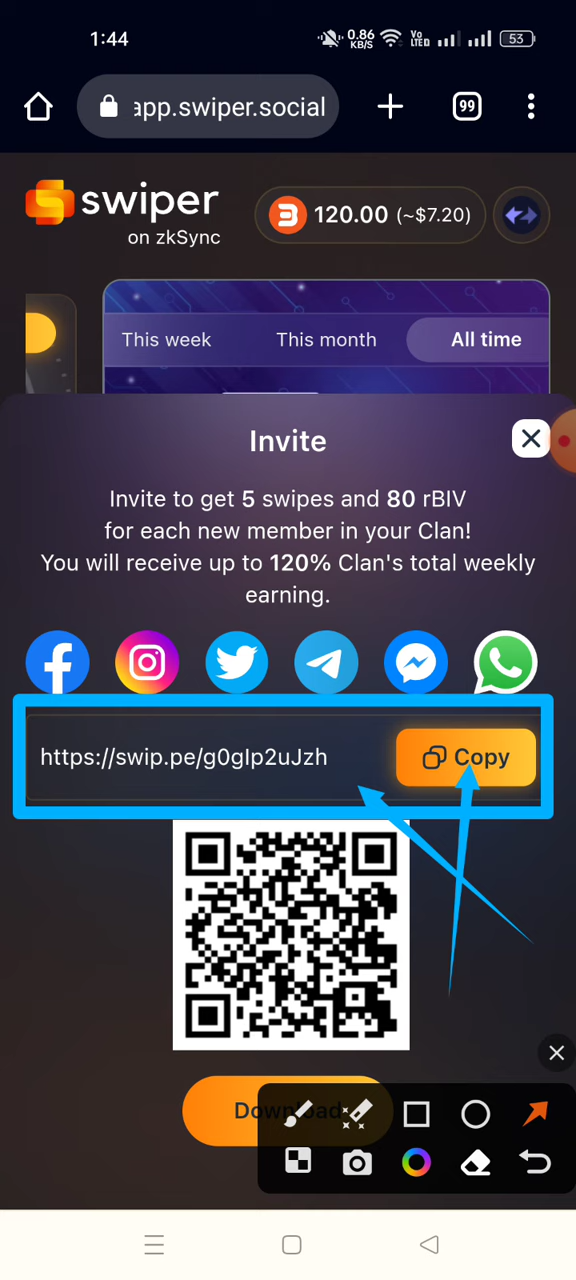 1:44
0.86
KB/S
Vo
LTE
53
app.swiper.social
99
swiper
on zkSync
120.00 (~$7.20)
This week
This month
All time
Invite
Invite to get 5 swipes and 80 rBIV
for each new member in your Clan!
You will receive up to 120% Clan's total weekly
earning.
https://swip.pe/g0gIp2uJzh
Copy
Download